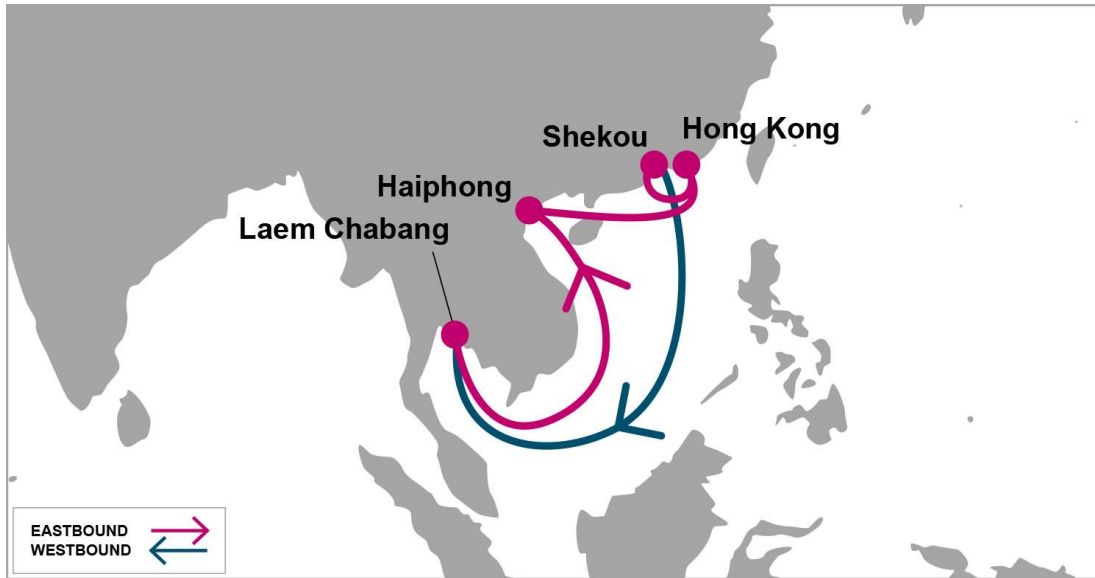 Shekou
Hong Kong
Haiphong
Laem Chabang
EASTBOUND
WESTBOUND